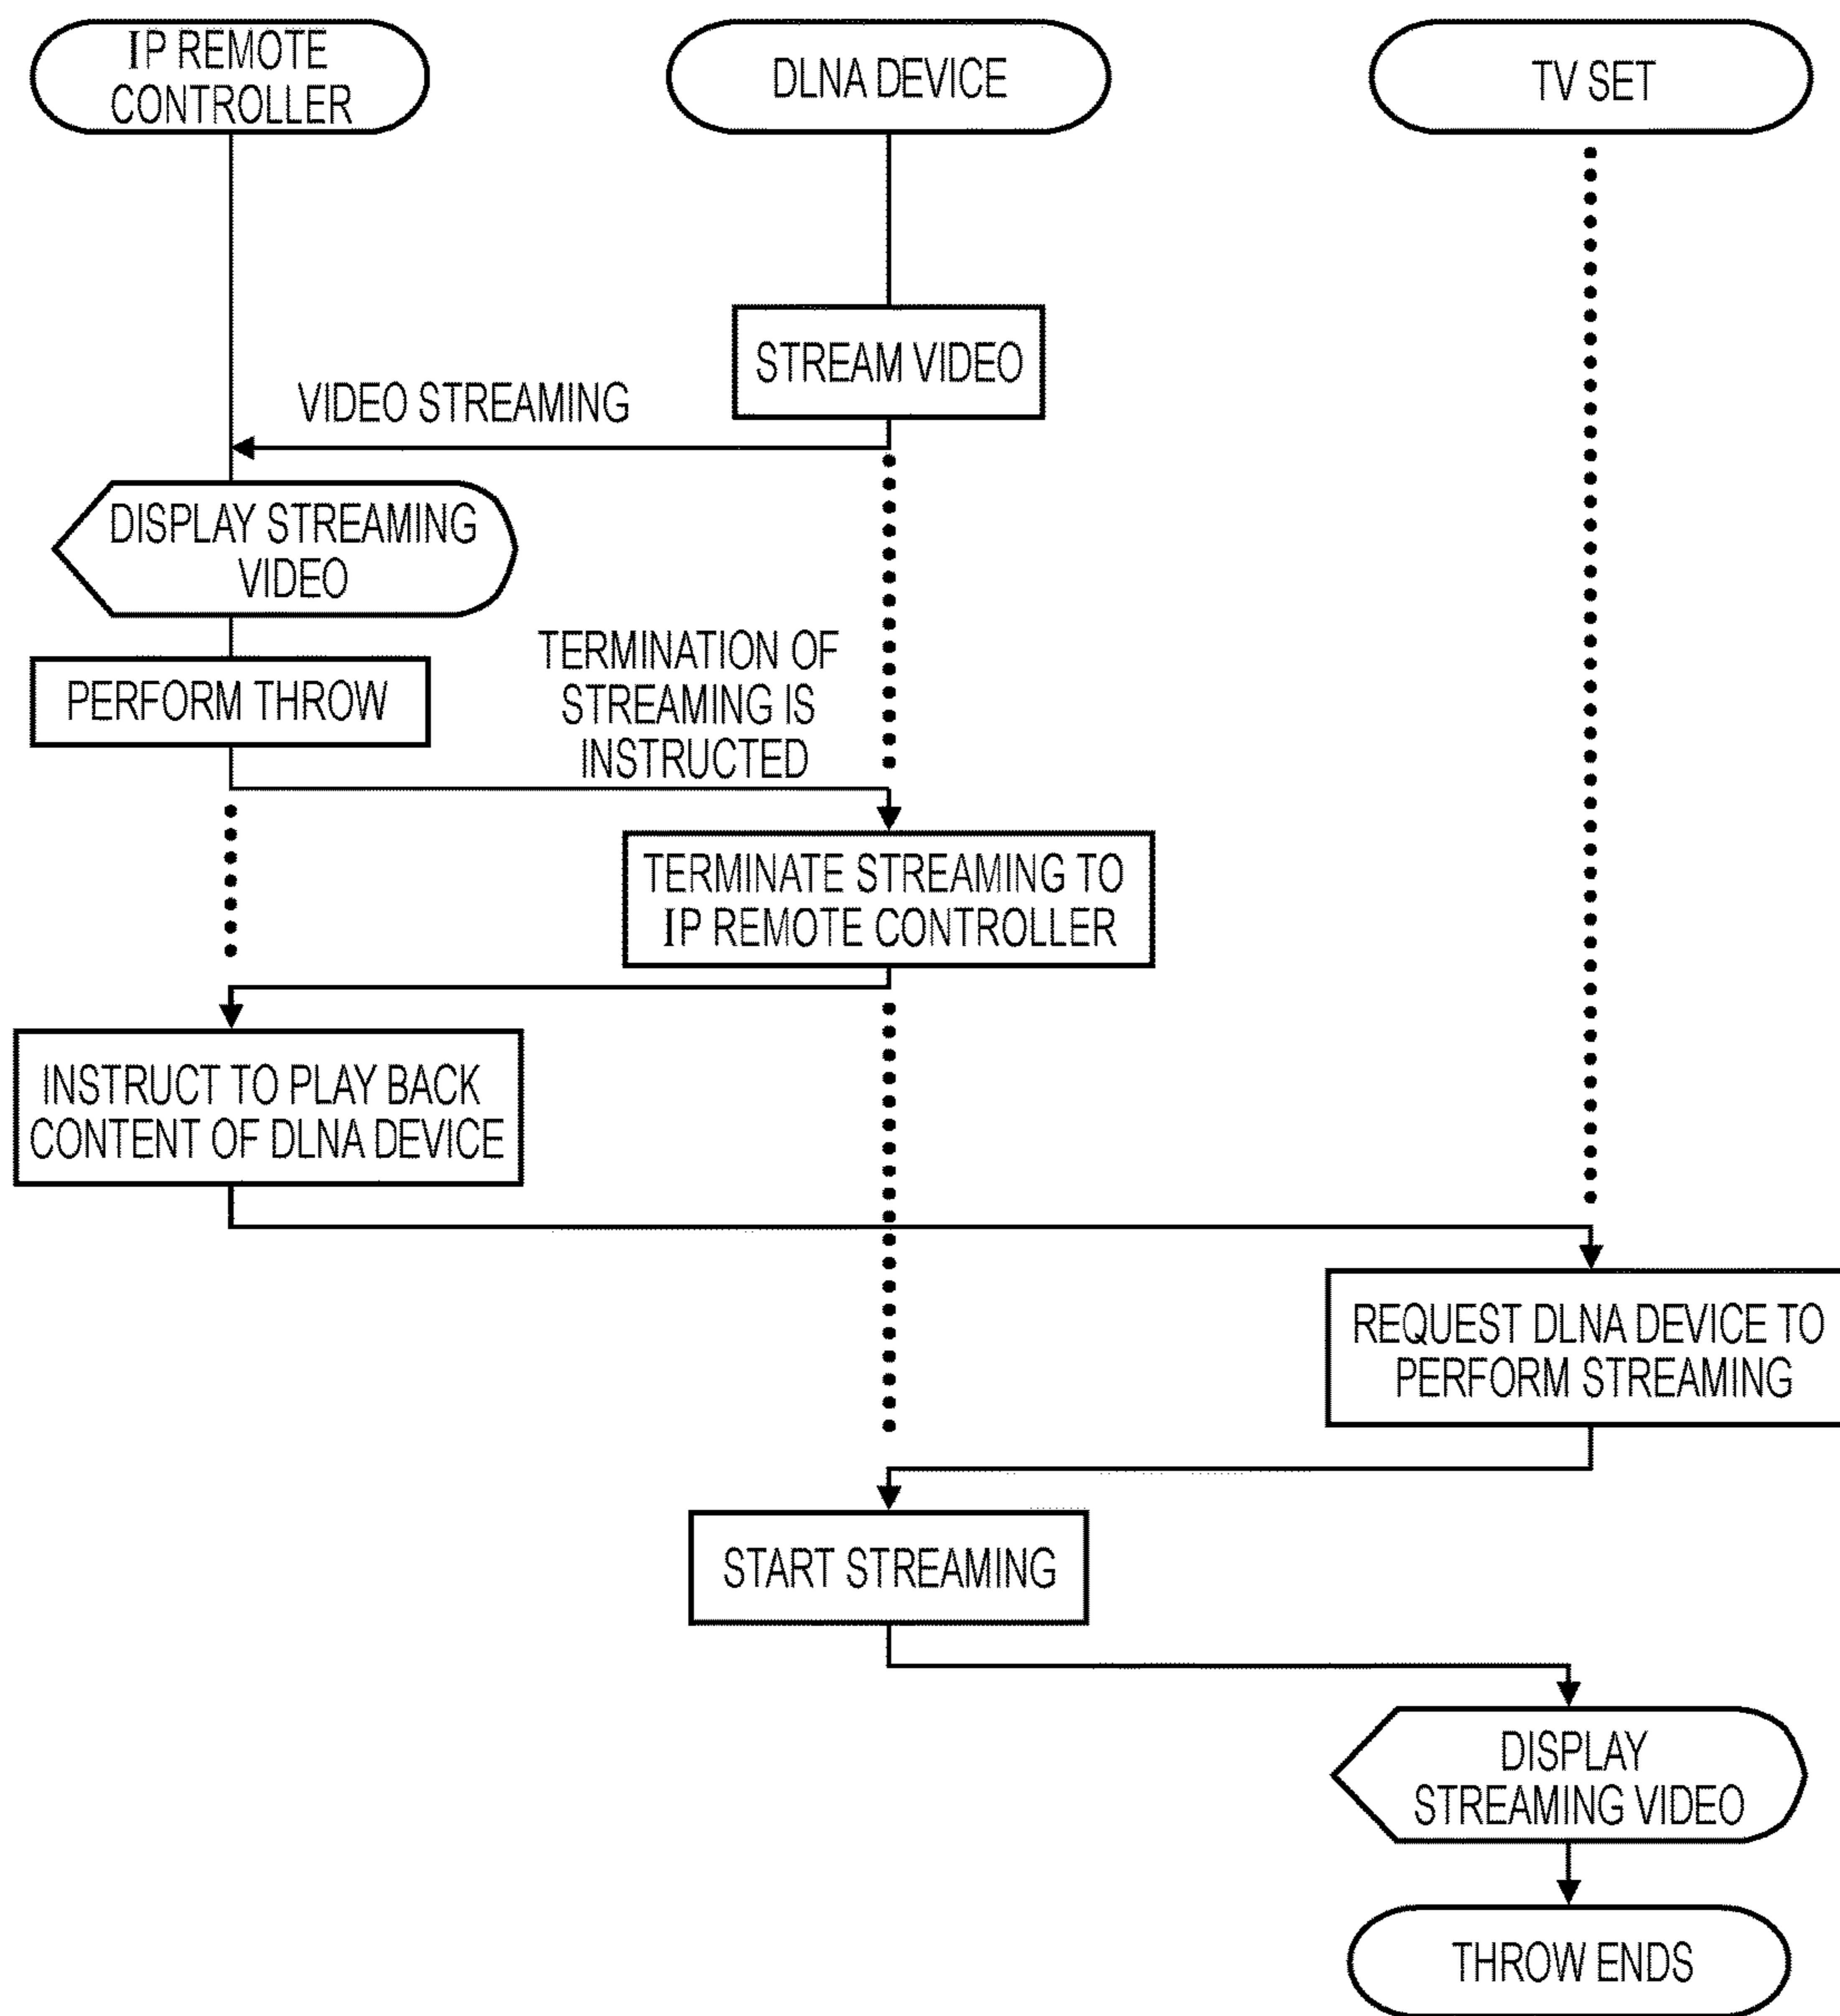 IP REMOTE
CONTROLLER
DLNA DEVICE
TV SET
STREAM VIDEO
VIDEO STREAMING
DISPLAY STREAMING
VIDEO
PERFORM THROW
TERMINATION OF
STREAMING IS
INSTRUCTED
TERMINATE STREAMING TO
IP REMOTE CONTROLLER
INSTRUCT TO PLAY BACK
CONTENT OF DLNA DEVICE
REQUEST DLNA DEVICE TO
PERFORM STREAMING
START STREAMING
DISPLAY
STREAMING VIDEO
THROW ENDS